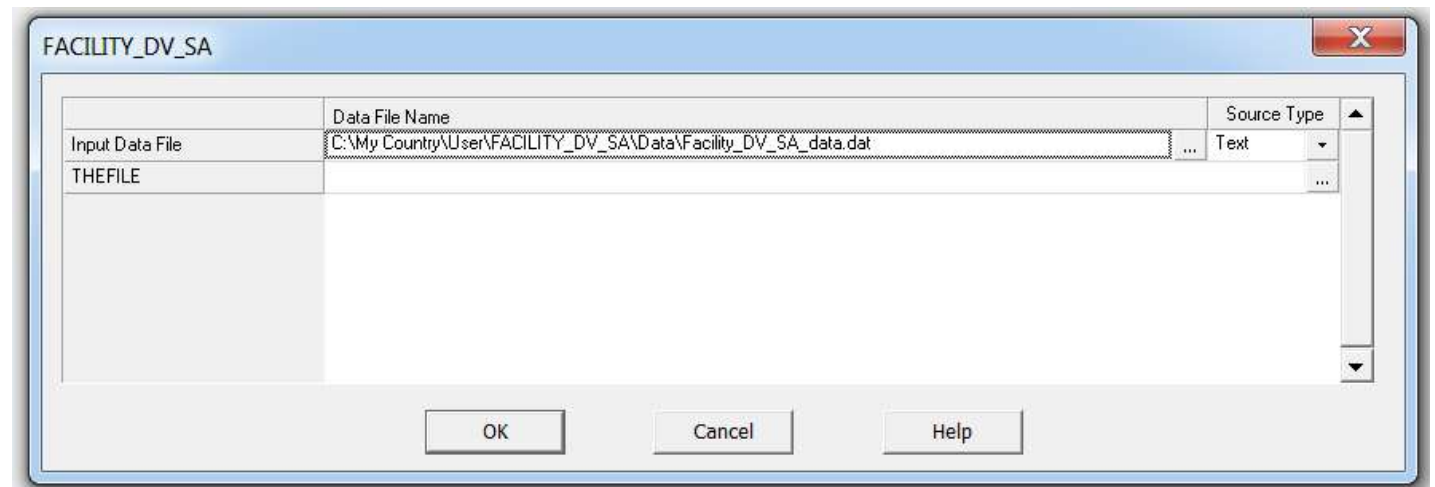 FACILITY_DV_SA
Data File Name Source Type
Input Data File C:\My Country\User\FACILITY_DV_SA\Data\Facility_DV_SA_data.dat ... Text
THEFILE ...
OK Cancel Help